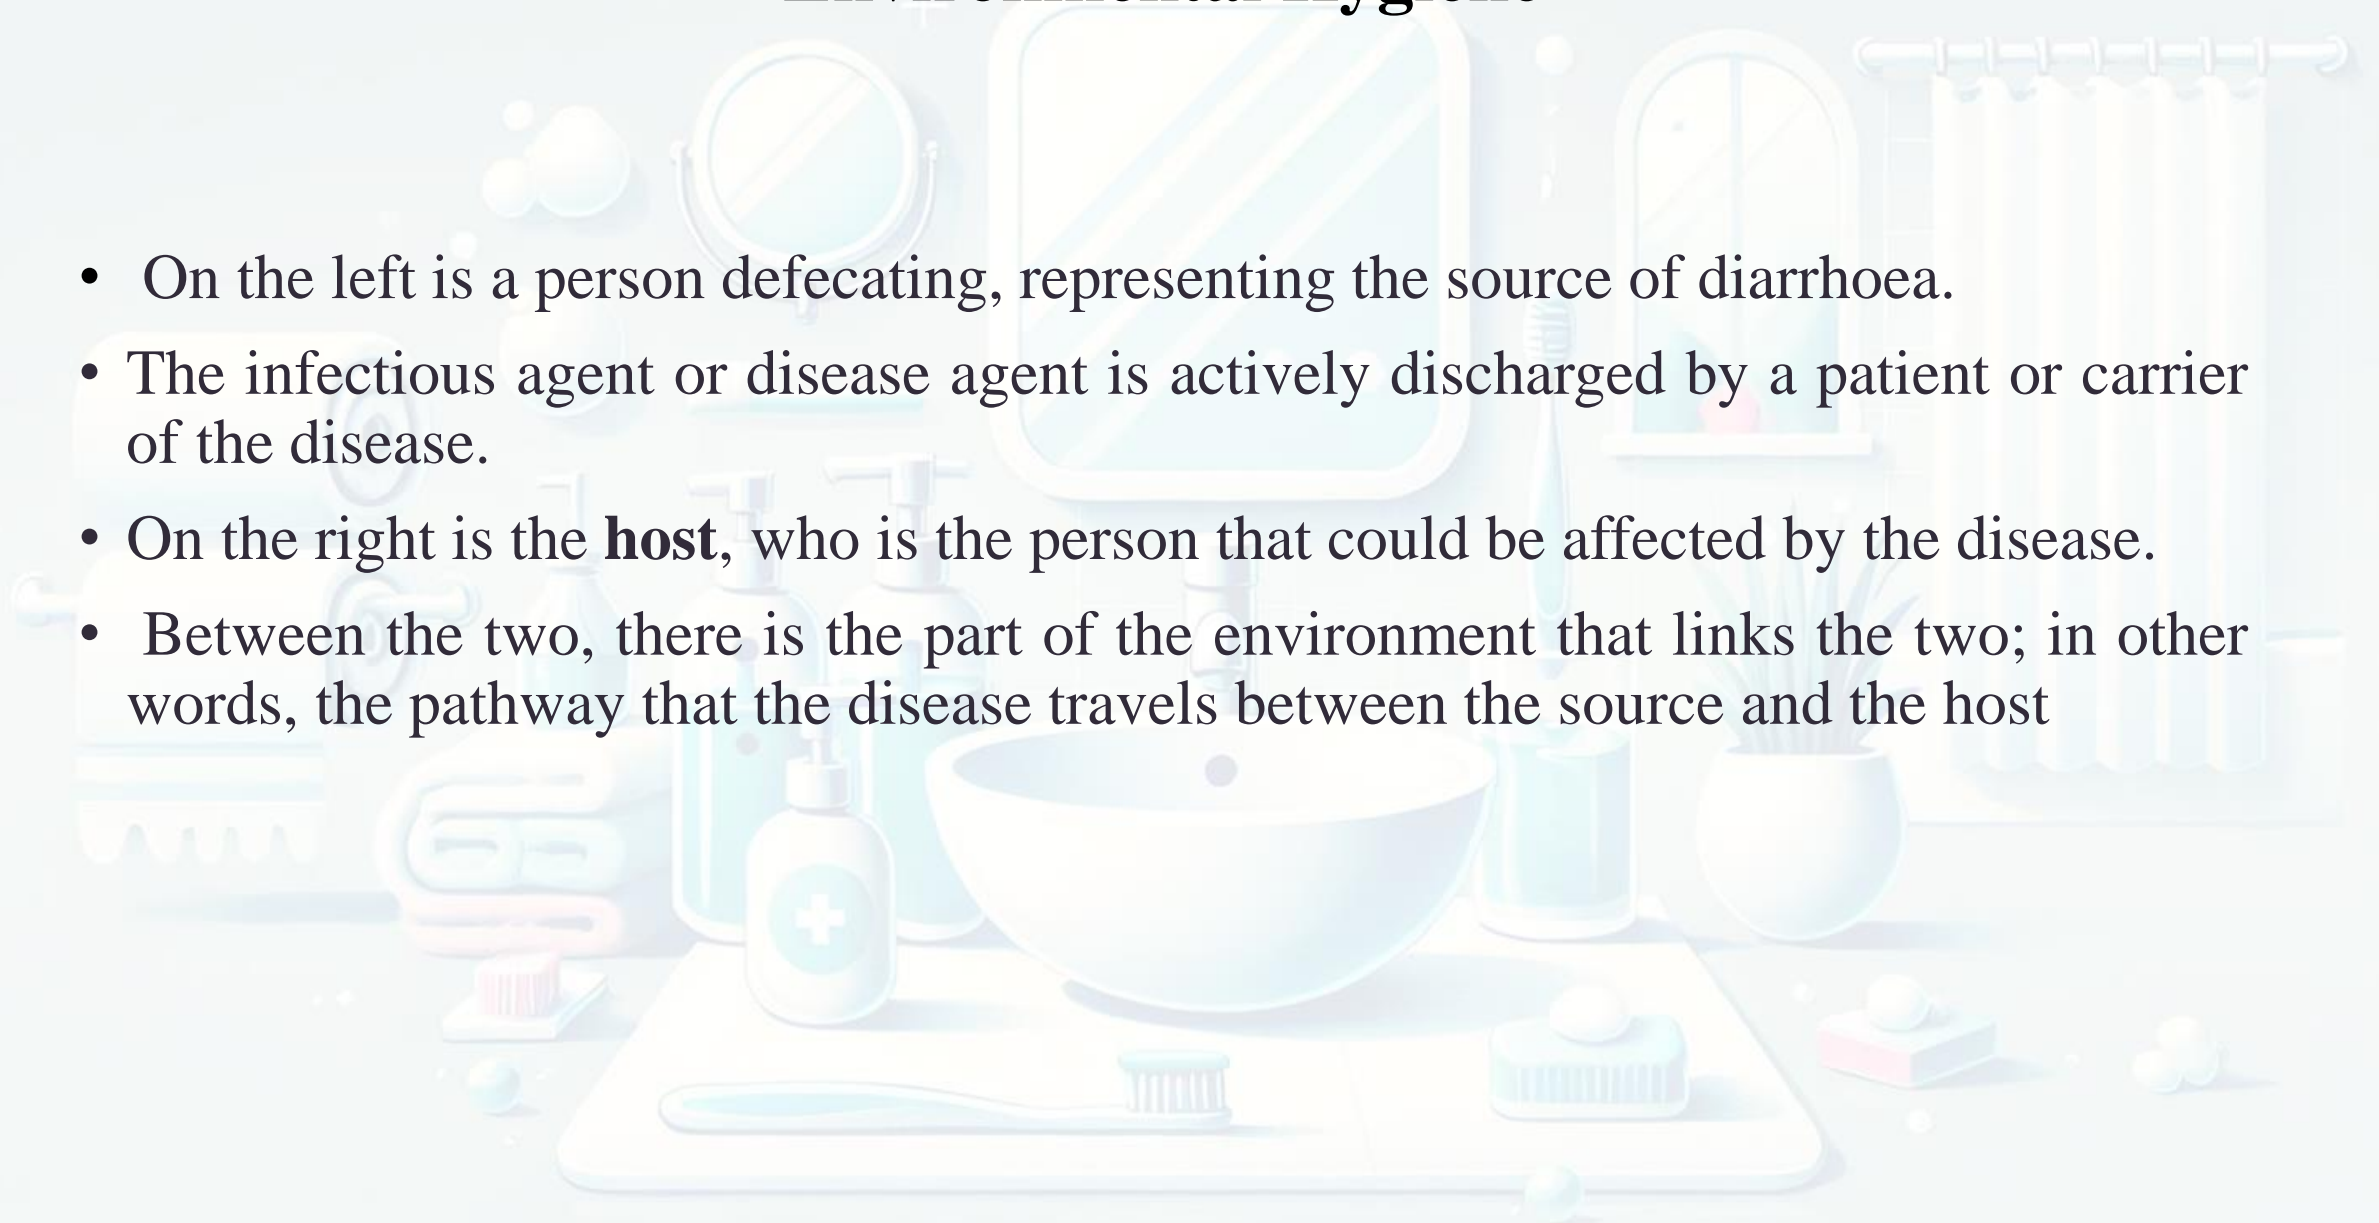 Environmental Hygiene
• On the left is a person defecating, representing the source of diarrhoea.
• The infectious agent or disease agent is actively discharged by a patient or carrier
of the disease.
• On the right is the host, who is the person that could be affected by the disease.
• Between the two, there is the part of the environment that links the two; in other
words, the pathway that the disease travels between the source and the host